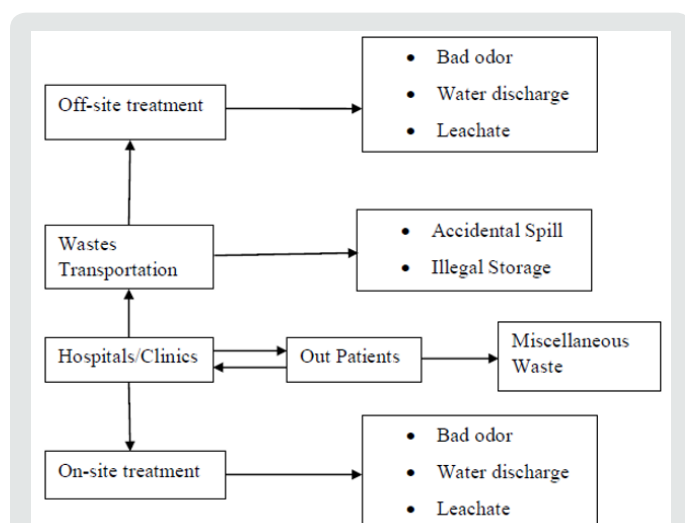 • Bad odor
Off-site treatment
• Water discharge
• Leachate
Wastes
Transportation
• Accidental Spill
• Illegal Storage
Hospitals/Clinics
Out Patients
Miscellaneous
Waste
On-site treatment
• Bad odor
• Water discharge
• Leachate